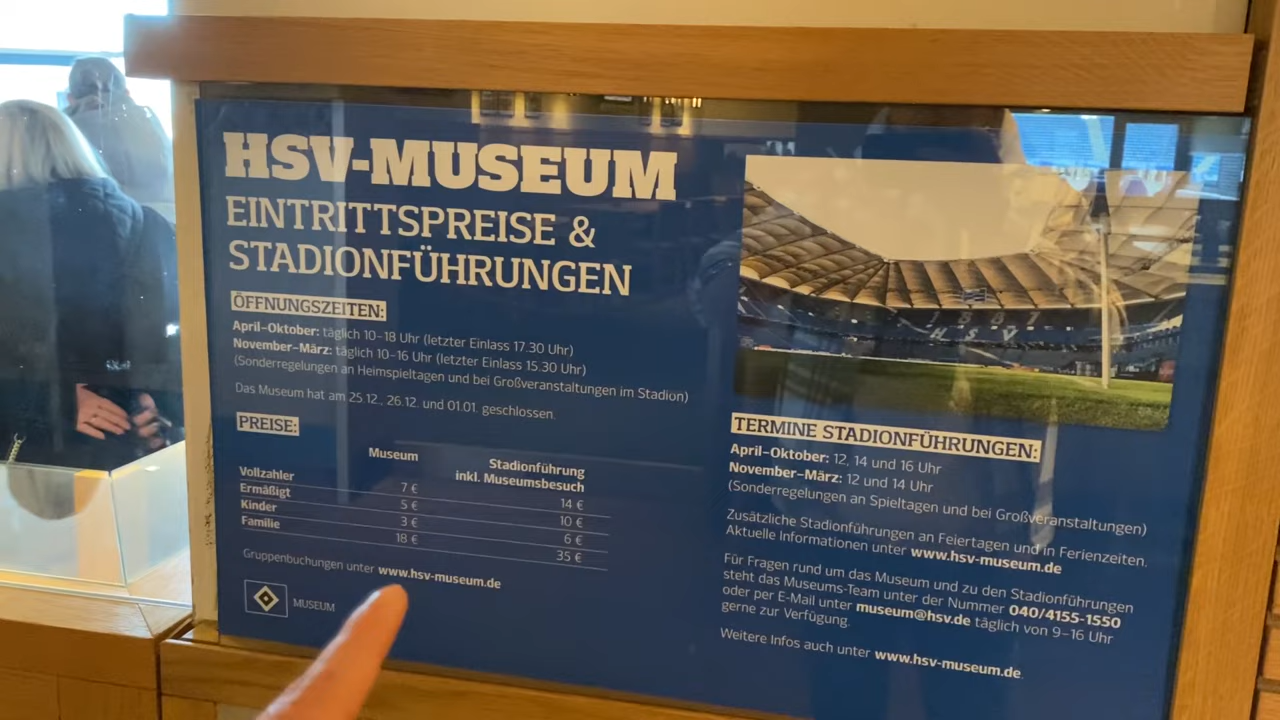 HSV-MUSEUM
EINTRITTSPREISE &
STADIONFÜHRUNGEN
ÖFFNUNGSZEITEN:
April–Oktober: täglich 10–18 Uhr (letzter Einlass 17.30 Uhr)
November–März: täglich 10–16 Uhr (letzter Einlass 15.30 Uhr)
(Sonderregelungen an Heimspieltagen und bei Großveranstaltungen im Stadion)
Das Museum hat am 25.12., 26.12. und 01.01. geschlossen.
PREISE:
Museum Stadionführung
inkl. Museumsbesuch
Vollzahler 7 € 14 €
Ermäßigt 5 € 10 €
Kinder 3 € 6 €
Familie 18 € 35 €
Gruppenbuchungen unter www.hsv-museum.de
MUSEUM
1887
HSV
TERMINE STADIONFÜHRUNGEN:
April–Oktober: 12, 14 und 16 Uhr
November–März: 12 und 14 Uhr
(Sonderregelungen an Spieltagen und bei Großveranstaltungen)
Zusätzliche Stadionführungen an Feiertagen und in Ferienzeiten.
Aktuelle Informationen unter www.hsv-museum.de
Für Fragen rund um das Museum und zu den Stadionführungen
steht das Museums-Team unter der Nummer 040/4155-1550
oder per E-Mail unter museum@hsv.de täglich von 9–16 Uhr
gerne zur Verfügung.
Weitere Infos auch unter www.hsv-museum.de.